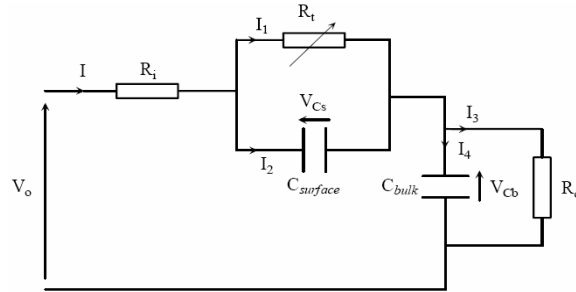 I
R_i
I_1
R_t
V_Cs
I_2
C_surface
I_3
I_4
V_o
C_bulk
V_Cb